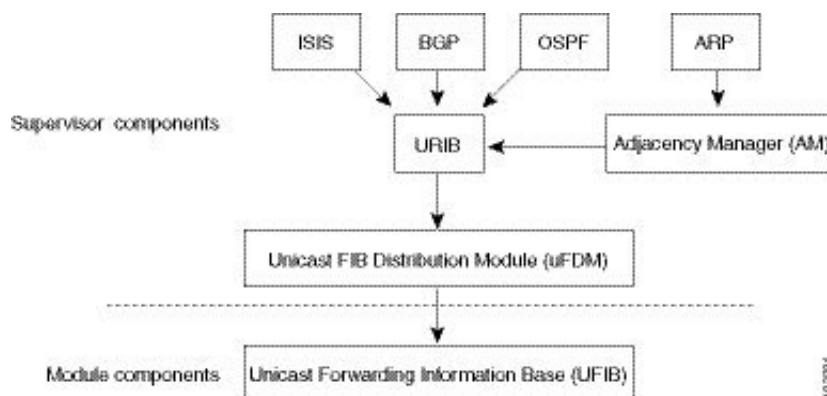 ISIS
BGP
OSPF
ARP
Supervisor components
URIB
Adjacency Manager (AM)
Unicast FIB Distribution Module (uFDM)
Module components
Unicast Forwarding Information Base (UFIB)